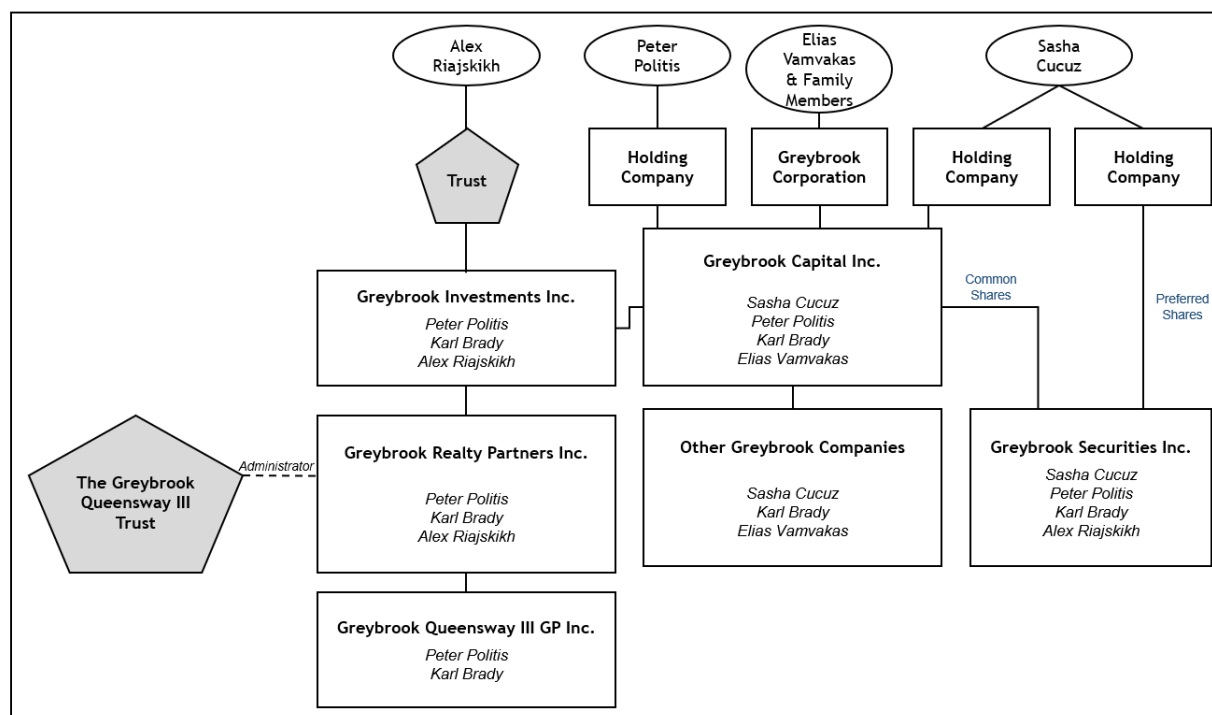 Alex
Riajskikh
Peter
Politis
Elias
Vamvakas
& Family
Members
Sasha
Cucuz
Trust
Holding
Company
Greybrook
Corporation
Holding
Company
Holding
Company
Greybrook Investments Inc.
Peter Politis
Karl Brady
Alex Riajskikh
Greybrook Capital Inc.
Sasha Cucuz
Peter Politis
Karl Brady
Elias Vamvakas
Common
Shares
Preferred
Shares
The Greybrook
Queensway III
Trust
Administrator
Greybrook Realty Partners Inc.
Peter Politis
Karl Brady
Alex Riajskikh
Other Greybrook Companies
Sasha Cucuz
Karl Brady
Elias Vamvakas
Greybrook Securities Inc.
Sasha Cucuz
Peter Politis
Karl Brady
Alex Riajskikh
Greybrook Queensway III GP Inc.
Peter Politis
Karl Brady